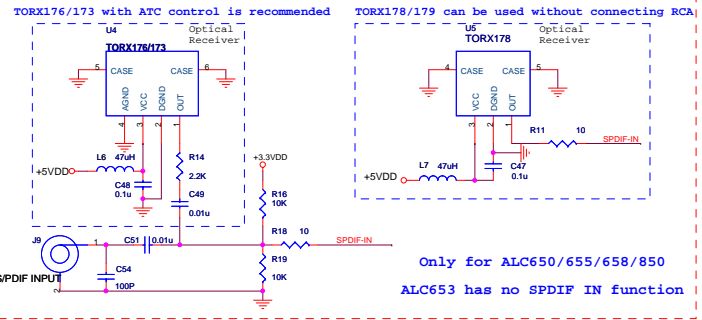 TORX176/173 with ATC control is recommended
TORX178/179 can be used without connecting RCA
U4
Optical
Receiver
TORX176/173
5
CASE
CASE
6
AGND
VCC
DGND
OUT
4
3
2
1
L6
47uH
+5VDD
C48
0.1u
R14
2.2K
C49
0.01u
+3.3VDD
R16
10K
R18
10
SPDIF-IN
R19
10K
J9
1
C51
0.01u
C54
100P
S/PDIF INPUT
2
U5
Optical
Receiver
TORX178
4
CASE
CASE
5
VCC
DGND
OUT
3
2
1
R11
10
SPDIF-IN
L7
47uH
+5VDD
C47
0.1u
Only for ALC650/655/658/850
ALC653 has no SPDIF IN function